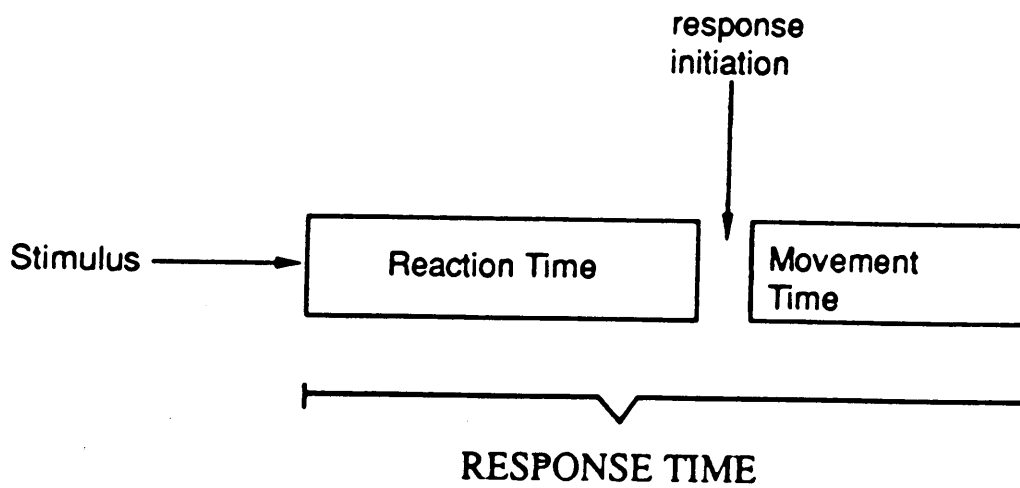 response
initiation
Stimulus
Reaction Time
Movement
Time
RESPONSE TIME